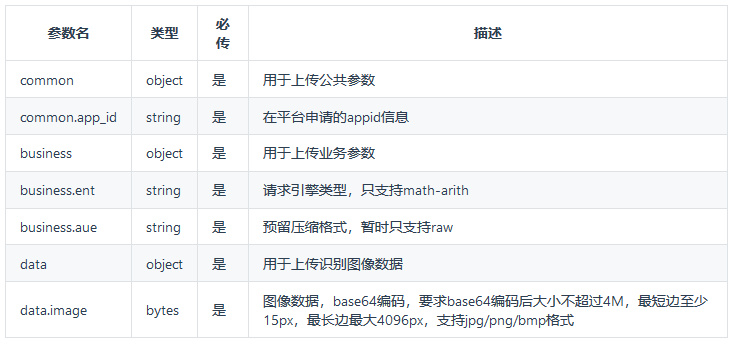 参数名 类型 必传 描述
common object 是 用于上传公共参数
common.app_id string 是 在平台申请的appid信息
business object 是 用于上传业务参数
business.ent string 是 请求引擎类型，只支持math-arith
business.aue string 是 预留压缩格式，暂时只支持raw
data object 是 用于上传识别图像数据
data.image bytes 是 图像数据，base64编码，要求base64编码后大小不超过4M，最短边至少
15px，最长边最大4096px，支持jpg/png/bmp格式